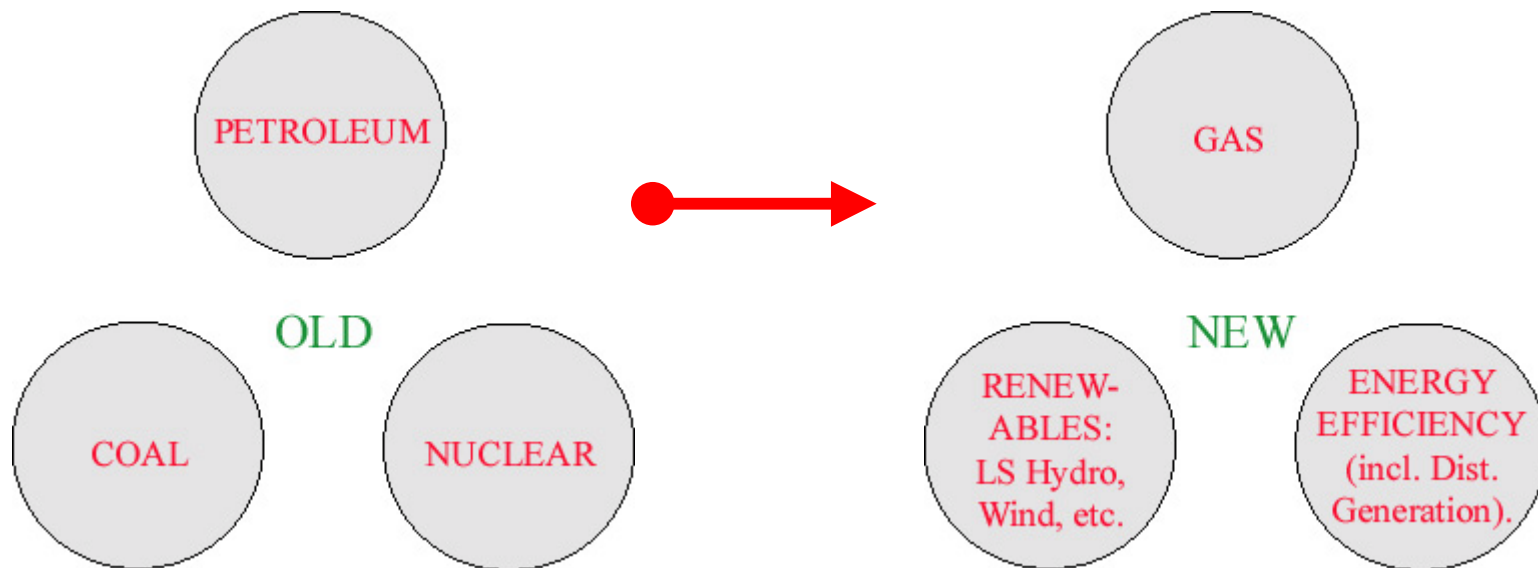 PETROLEUM
GAS
OLD
NEW
COAL
NUCLEAR
RENEW-
ABLES:
LS Hydro,
Wind, etc.
ENERGY
EFFICIENCY
(incl. Dist.
Generation).